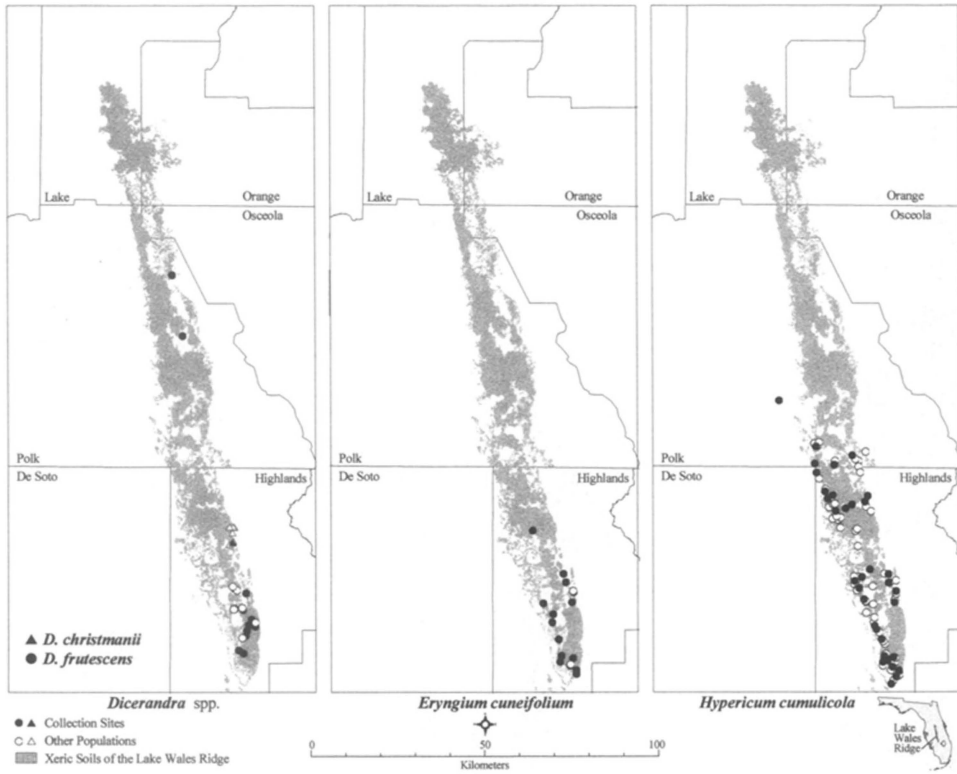 Lake
Orange
Osceola
Polk
De Soto
Highlands
D. christmanii
D. frutescens
Dicerandra spp.
Lake
Orange
Osceola
Polk
De Soto
Highlands
Eryngium cuneifolium
Lake
Orange
Osceola
Polk
De Soto
Highlands
Hypericum cumulicola
Collection Sites
Other Populations
Xeric Soils of the Lake Wales Ridge
0 50 100
Kilometers
Lake
Wales
Ridge